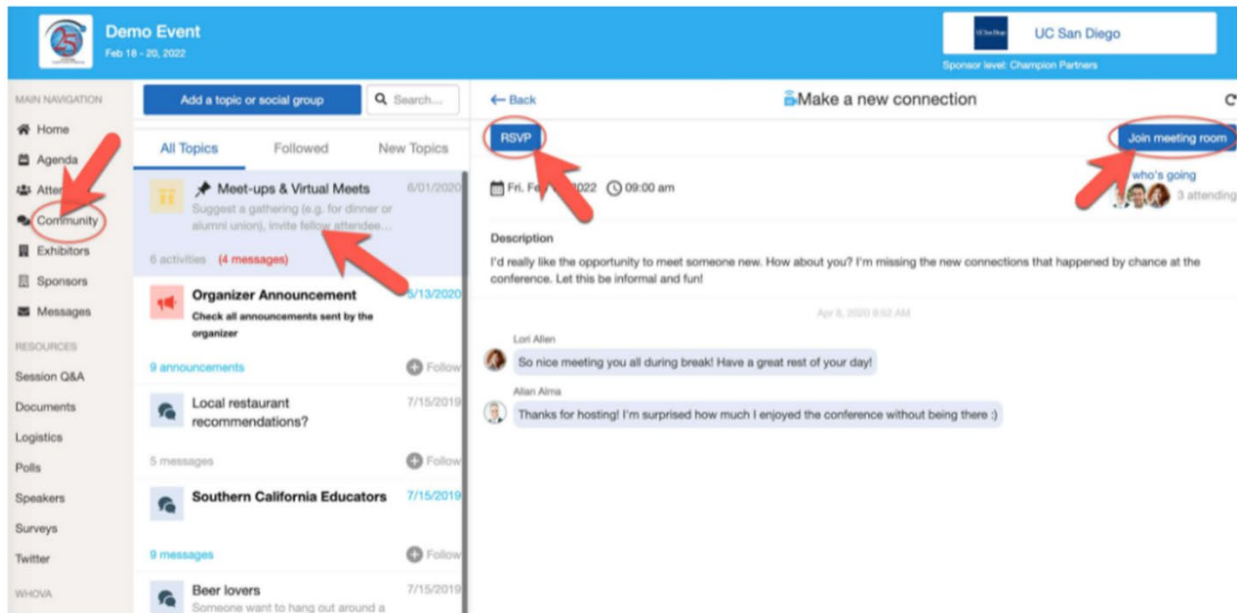 Demo Event
Feb 18 - 20, 2022
25
UC San Diego
UC San Diego
Sponsor level: Champion Partners
MAIN NAVIGATION
Home
Agenda
Community
Exhibitors
Sponsors
Messages
RESOURCES
Session Q&A
Documents
Logistics
Polls
Speakers
Surveys
Twitter
WHOVA
Add a topic or social group
Search...
All Topics
Followed
New Topics
Meet-ups & Virtual Meets
6/01/2020
Suggest a gathering (e.g. for dinner or
alumni union), invite fellow attendee...
6 activities
(4 messages)
Organizer Announcement
5/13/2020
Check all announcements sent by the
organizer
9 announcements
Follow
Local restaurant
recommendations?
7/15/2019
5 messages
Follow
Southern California Educators
7/15/2019
9 messages
Follow
Beer lovers
7/15/2019
Someone want to hang out around a
Back
Make a new connection
RSVP
Join meeting room
Fri. 2022
09:00 am
who's going
3 attending
Description
I'd really like the opportunity to meet someone new. How about you? I'm missing the new connections that happened by chance at the
conference. Let this be informal and fun!
Apr 8, 2020 9:52 AM
Lori Allen
So nice meeting you all during break! Have a great rest of your day!
Allan Alma
Thanks for hosting! I'm surprised how much I enjoyed the conference without being there :)